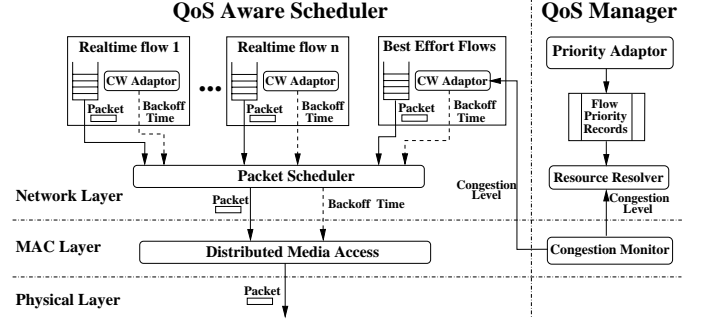 QoS Aware Scheduler
QoS Manager
Realtime flow 1
Realtime flow n
Best Effort Flows
Priority Adaptor
CW Adaptor
CW Adaptor
CW Adaptor
Packet
Backoff
Time
Packet
Backoff
Time
Packet
Backoff
Time
Flow
Priority
Records
Packet Scheduler
Resource Resolver
Network Layer
Packet
Backoff Time
Congestion
Level
Congestion
Level
MAC Layer
Distributed Media Access
Congestion Monitor
Physical Layer
Packet